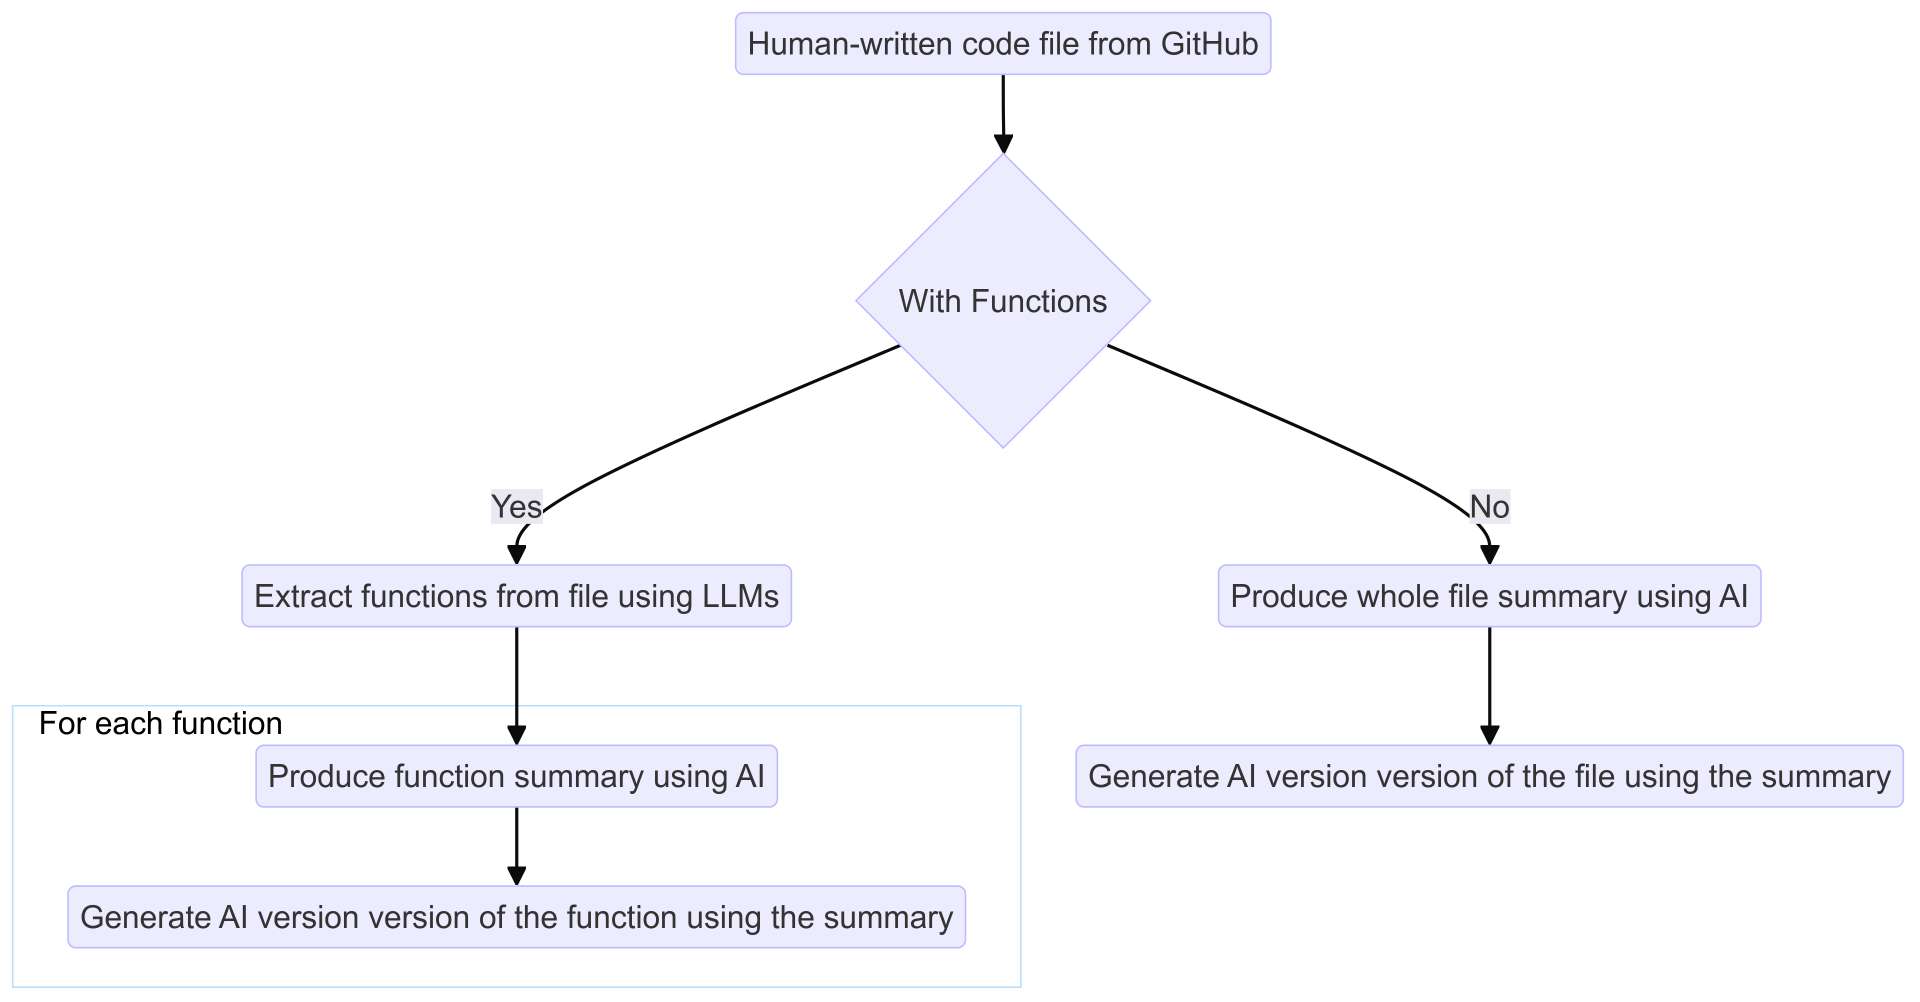 Human-written code file from GitHub
With Functions
Yes
No
Extract functions from file using LLMs
Produce whole file summary using AI
For each function
Produce function summary using AI
Generate AI version version of the file using the summary
Generate AI version version of the function using the summary